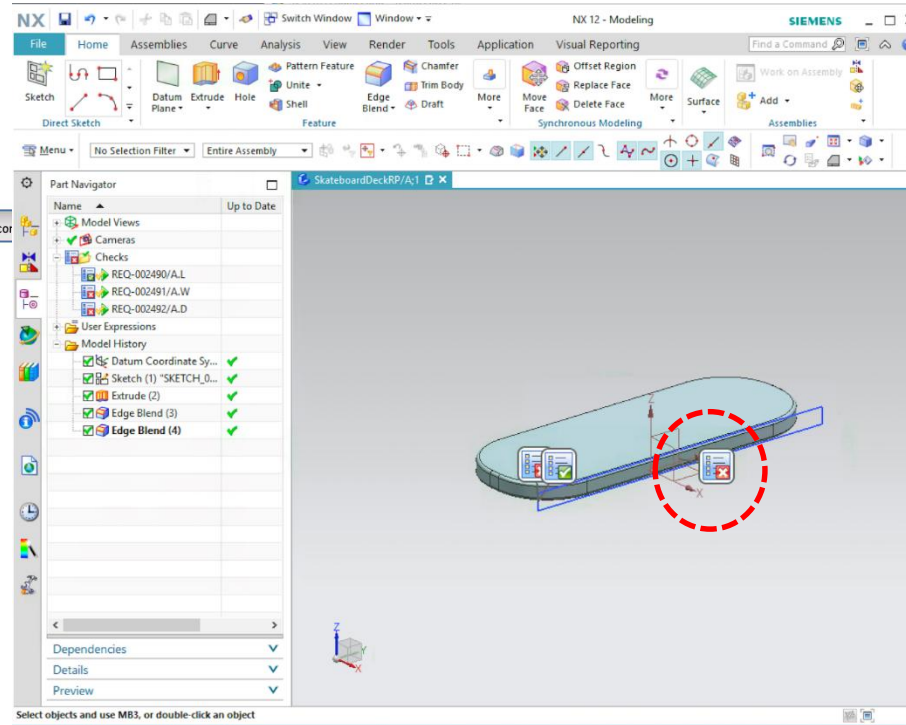 NX Switch Window Window NX 12 - Modeling SIEMENS
File Home Assemblies Curve Analysis View Render Tools Application Visual Reporting Find a Command
Sketch
Direct Sketch
Datum Plane
Extrude
Hole
Pattern Feature
Unite
Shell
Edge Blend
Chamfer
Trim Body
Draft
More
Feature
Move Face
Offset Region
Replace Face
Delete Face
More
Synchronous Modeling
Surface
Work on Assembly
Add
Assemblies
Menu No Selection Filter Entire Assembly
Part Navigator
SkateboardDeckRP/A;1
Name Up to Date
Model Views
Cameras
Checks
REQ-002490/A.L
REQ-002491/A.W
REQ-002492/A.D
User Expressions
Model History
Datum Coordinate Sy...
Sketch (1) "SKETCH_0...
Extrude (2)
Edge Blend (3)
Edge Blend (4)
Z
X
Z
Y
X
Dependencies
Details
Preview
Select objects and use MB3, or double-click an object